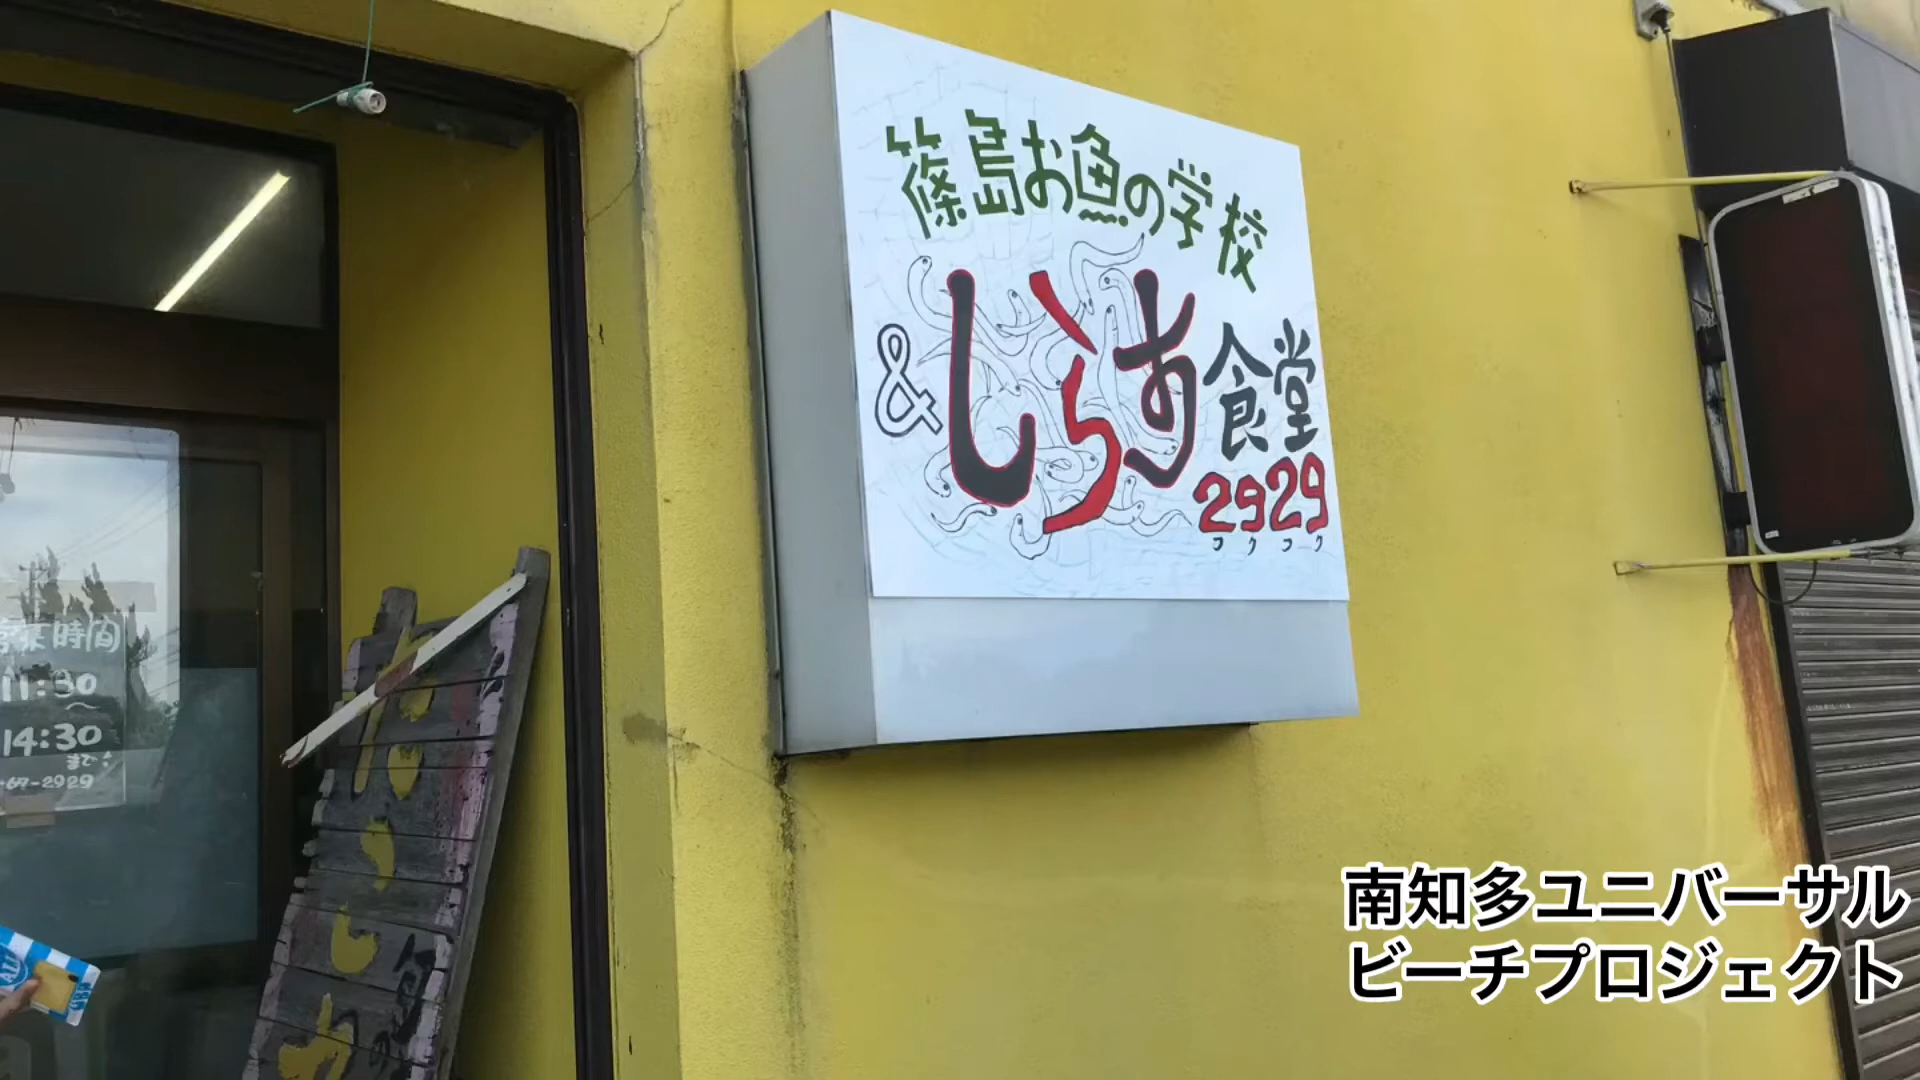 篠島お魚の学校
&しらす食堂
2929
フクフク
営業時間
11:30
〜
14:30
まで
67-2929
南知多ユニバーサル
ビーチプロジェクト